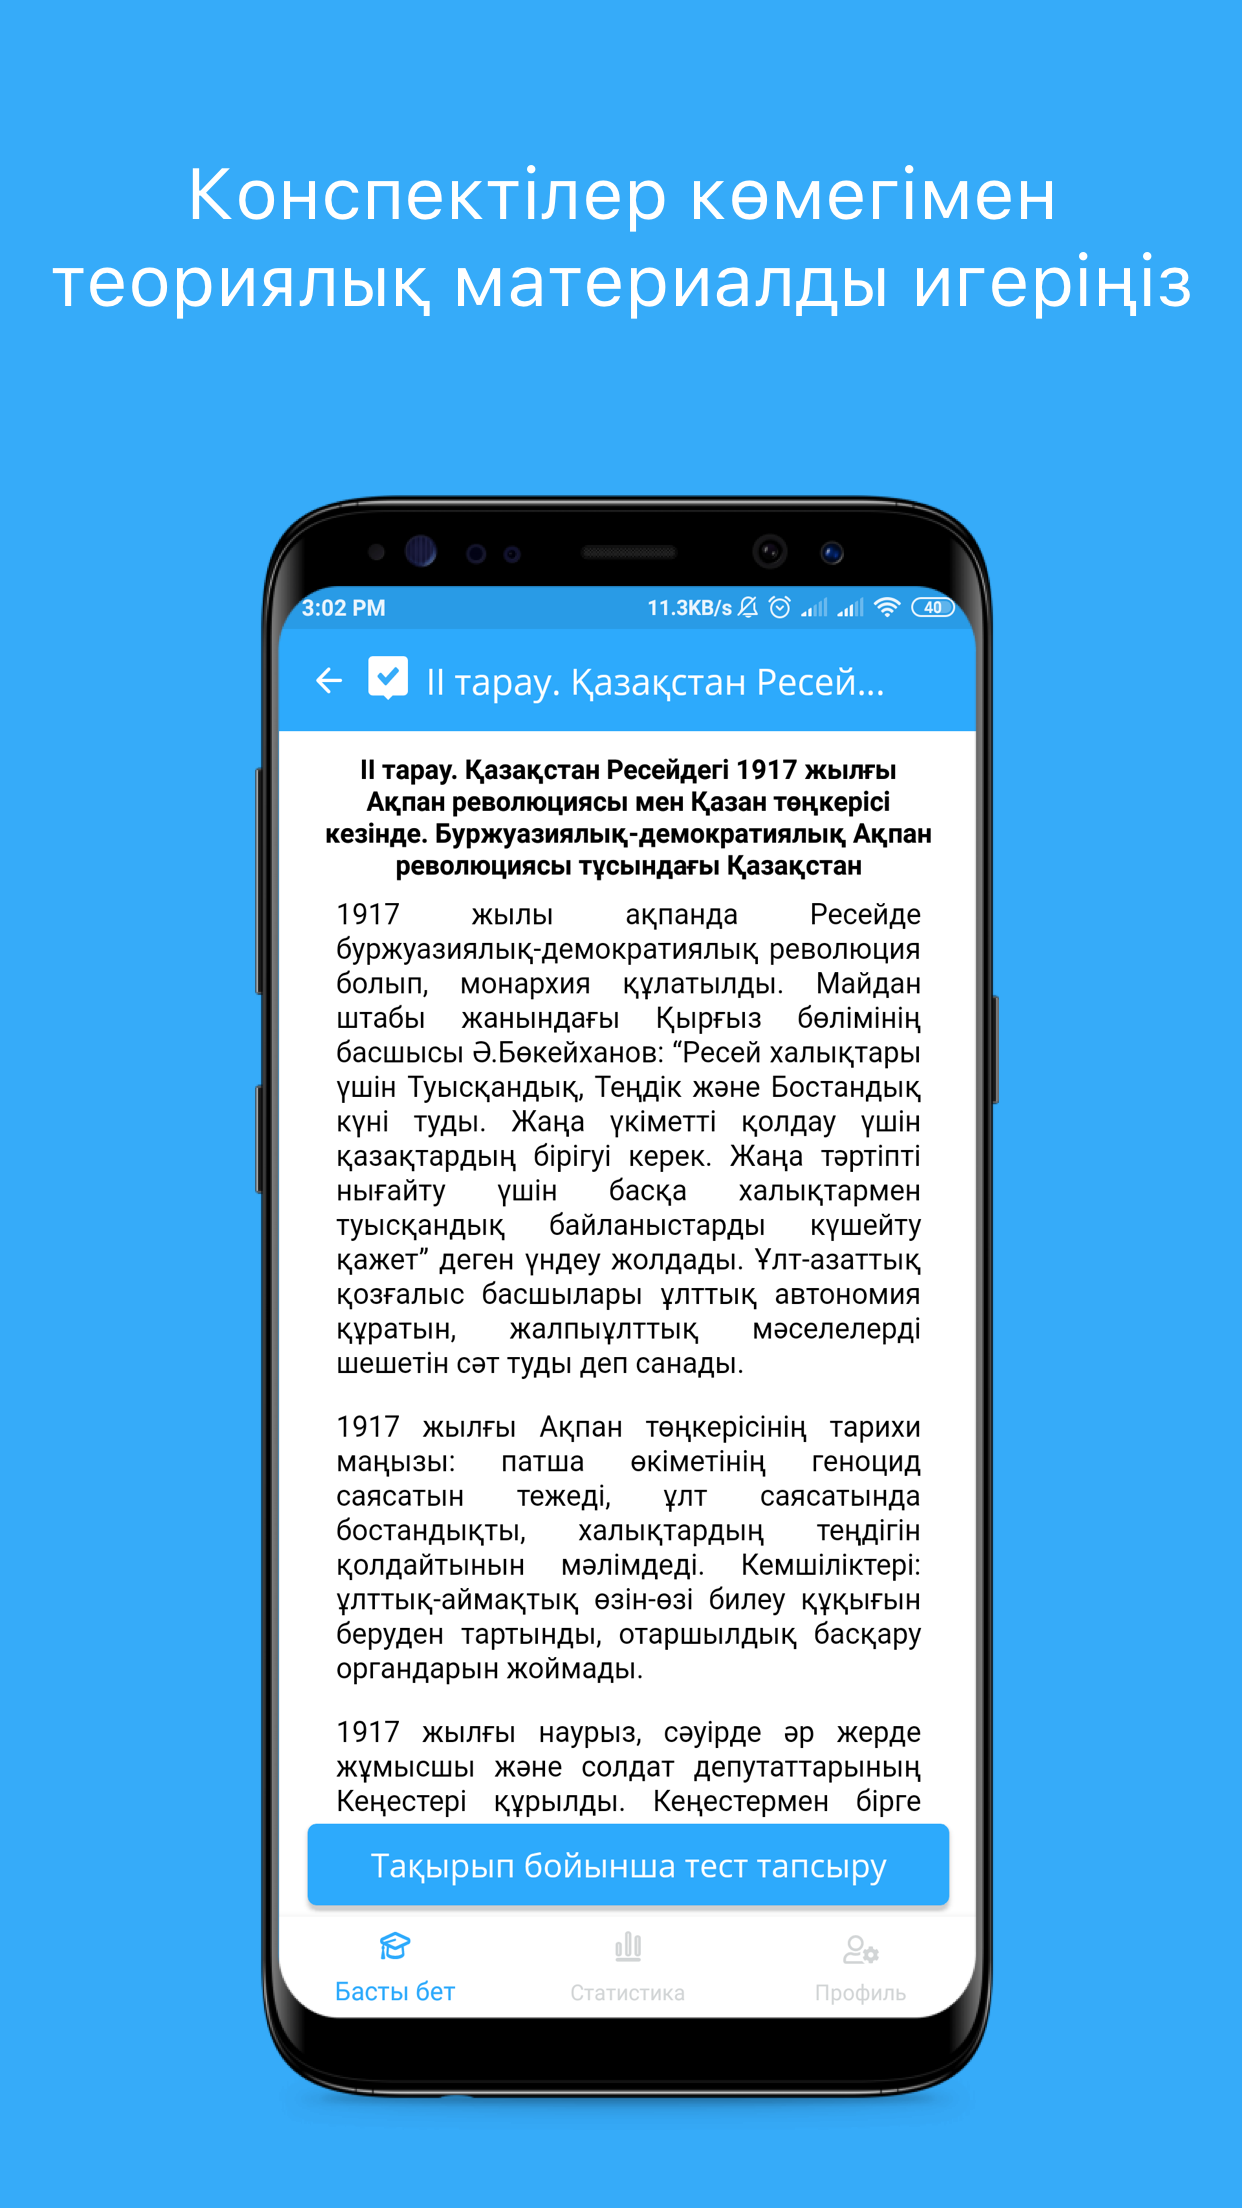 Конспектілер көмегімен
теориялық материалды игеріңіз
3:02 PM
11.3KB/s
40
II тарау. Қазақстан Ресей...
II тарау. Қазақстан Ресейдегі 1917 жылғы
Ақпан революциясы мен Қазан төңкерісі
кезінде. Буржуазиялық-демократиялық Ақпан
революциясы тұсындағы Қазақстан
1917 жылы ақпанда Ресейде
буржуазиялық-демократиялық революция
болып, монархия құлатылды. Майдан
штабы жанындағы Қырғыз бөлімінің
басшысы Ә.Бөкейханов: “Ресей халықтары
үшін Туысқандық, Теңдік және Бостандық
күні туды. Жаңа үкіметті қолдау үшін
қазақтардың бірігуі керек. Жаңа тәртіпті
нығайту үшін басқа халықтармен
туысқандық байланыстарды күшейту
қажет” деген үндеу жолдады. Ұлт-азаттық
қозғалыс басшылары ұлттық автономия
құратын, жалпыұлттық мәселелерді
шешетін сәт туды деп санады.
1917 жылғы Ақпан төңкерісінің тарихи
маңызы: патша өкіметінің геноцид
саясатын тежеді, ұлт саясатында
бостандықты, халықтардың теңдігін
қолдайтынын мәлімдеді. Кемшіліктері:
ұлттық-аймақтық өзін-өзі билеу құқығын
беруден тартынды, отаршылдық басқару
органдарын жоймады.
1917 жылғы наурыз, сәуірде әр жерде
жұмысшы және солдат депутаттарының
Кеңестері құрылды. Кеңестермен бірге
Тақырып бойынша тест тапсыру
Басты бет
Статистика
Профиль